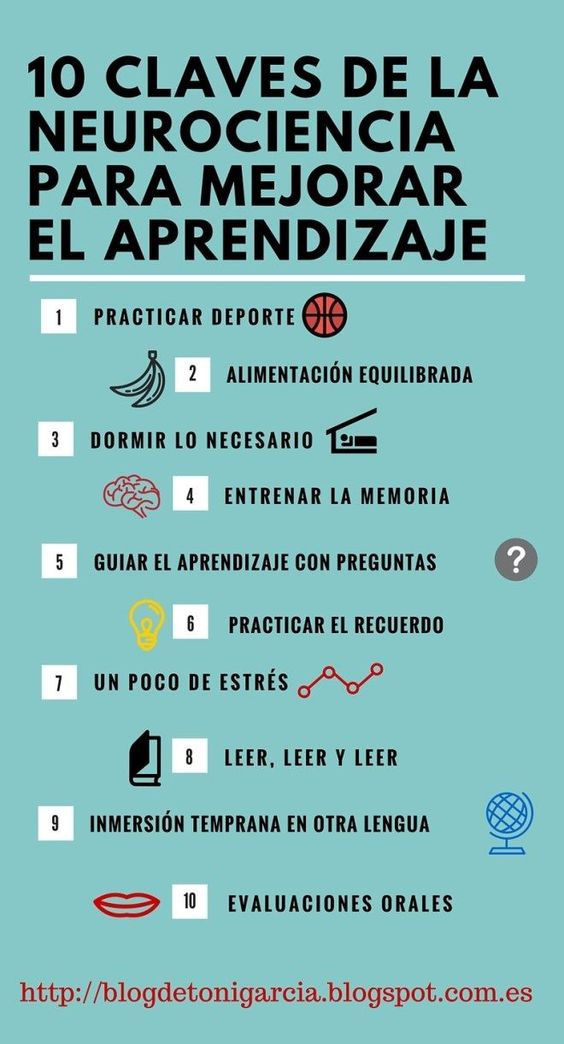 10 CLAVES DE LA
NEUROCIENCIA
PARA MEJORAR
EL APRENDIZAJE
1 PRACTICAR DEPORTE
2 ALIMENTACIÓN EQUILIBRADA
3 DORMIR LO NECESARIO
4 ENTRENAR LA MEMORIA
5 GUIAR EL APRENDIZAJE CON PREGUNTAS ?
6 PRACTICAR EL RECUERDO
7 UN POCO DE ESTRÉS
8 LEER, LEER Y LEER
9 INMERSIÓN TEMPRANA EN OTRA LENGUA
10 EVALUACIONES ORALES
http://blogdetonigarcia.blogspot.com.es